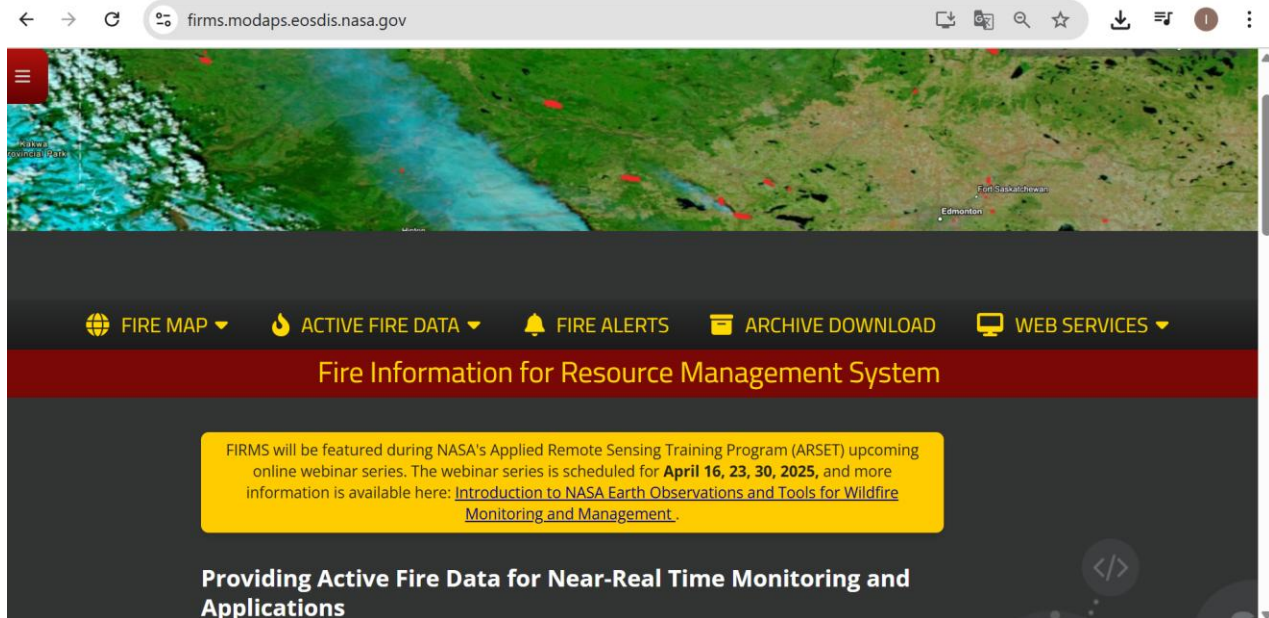 firms.modaps.eosdis.nasa.gov
I
Kakwa
Provincial Park
Hinton
Fort Saskatchewan
Edmonton
FIRE MAP
ACTIVE FIRE DATA
FIRE ALERTS
ARCHIVE DOWNLOAD
WEB SERVICES
Fire Information for Resource Management System
FIRMS will be featured during NASA's Applied Remote Sensing Training Program (ARSET) upcoming
online webinar series. The webinar series is scheduled for April 16, 23, 30, 2025, and more
information is available here: Introduction to NASA Earth Observations and Tools for Wildfire
Monitoring and Management .
</>
Providing Active Fire Data for Near-Real Time Monitoring and
Applications